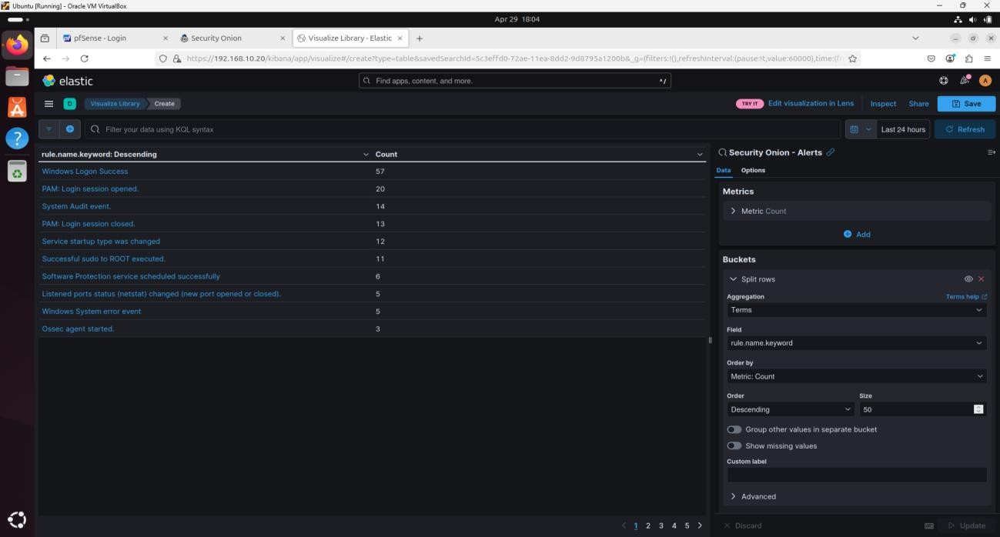 Ubuntu [Running] - Oracle VM VirtualBox
Apr 29 18:04
pfSense - Login
Security Onion
Visualize Library - Elastic
https://192.168.10.20/kibana/app/visualize#/create?type=table&savedSearchId=5c3effd0-72ae-11ea-8dd2-9d8795a1200b&_g=(filters:!(),refreshInterval:(pause:!t,value:60000),time:(fr
elastic
Find apps, content, and more.
^/
A
D
Visualize Library
Create
TRY IT
Edit visualization in Lens
Inspect
Share
Save
Filter your data using KQL syntax
Last 24 hours
Refresh
rule.name.keyword: Descending Count
Windows Logon Success 57
PAM: Login session opened. 20
System Audit event. 14
PAM: Login session closed. 13
Service startup type was changed 12
Successful sudo to ROOT executed. 11
Software Protection service scheduled successfully 6
Listened ports status (netstat) changed (new port opened or closed). 5
Windows System error event 5
Ossec agent started. 3
1 2 3 4 5
Security Onion - Alerts
Data Options
Metrics
Metric Count
Add
Buckets
Split rows
Aggregation Terms help
Terms
Field
rule.name.keyword
Order by
Metric: Count
Order Size
Descending 50
Group other values in separate bucket
Show missing values
Custom label
Advanced
Discard Update